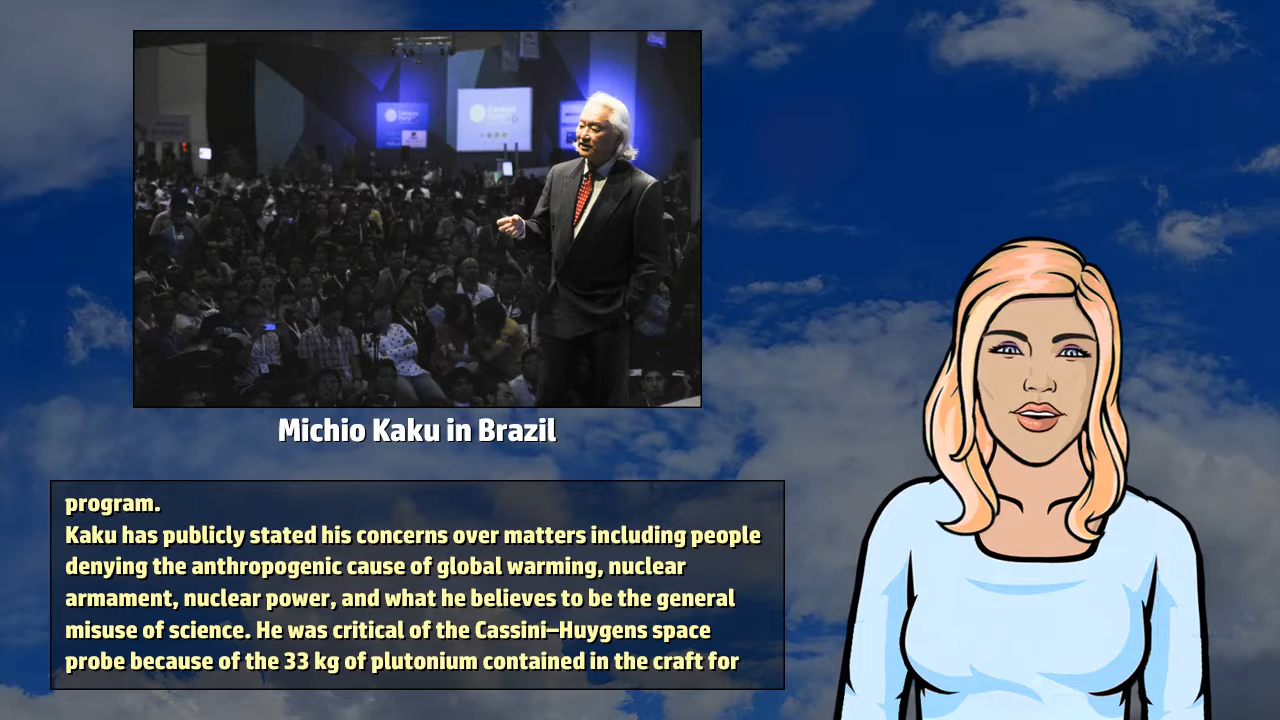 Michio Kaku in Brazil
program.
Kaku has publicly stated his concerns over matters including people
denying the anthropogenic cause of global warming, nuclear
armament, nuclear power, and what he believes to be the general
misuse of science. He was critical of the Cassini–Huygens space
probe because of the 33 kg of plutonium contained in the craft for